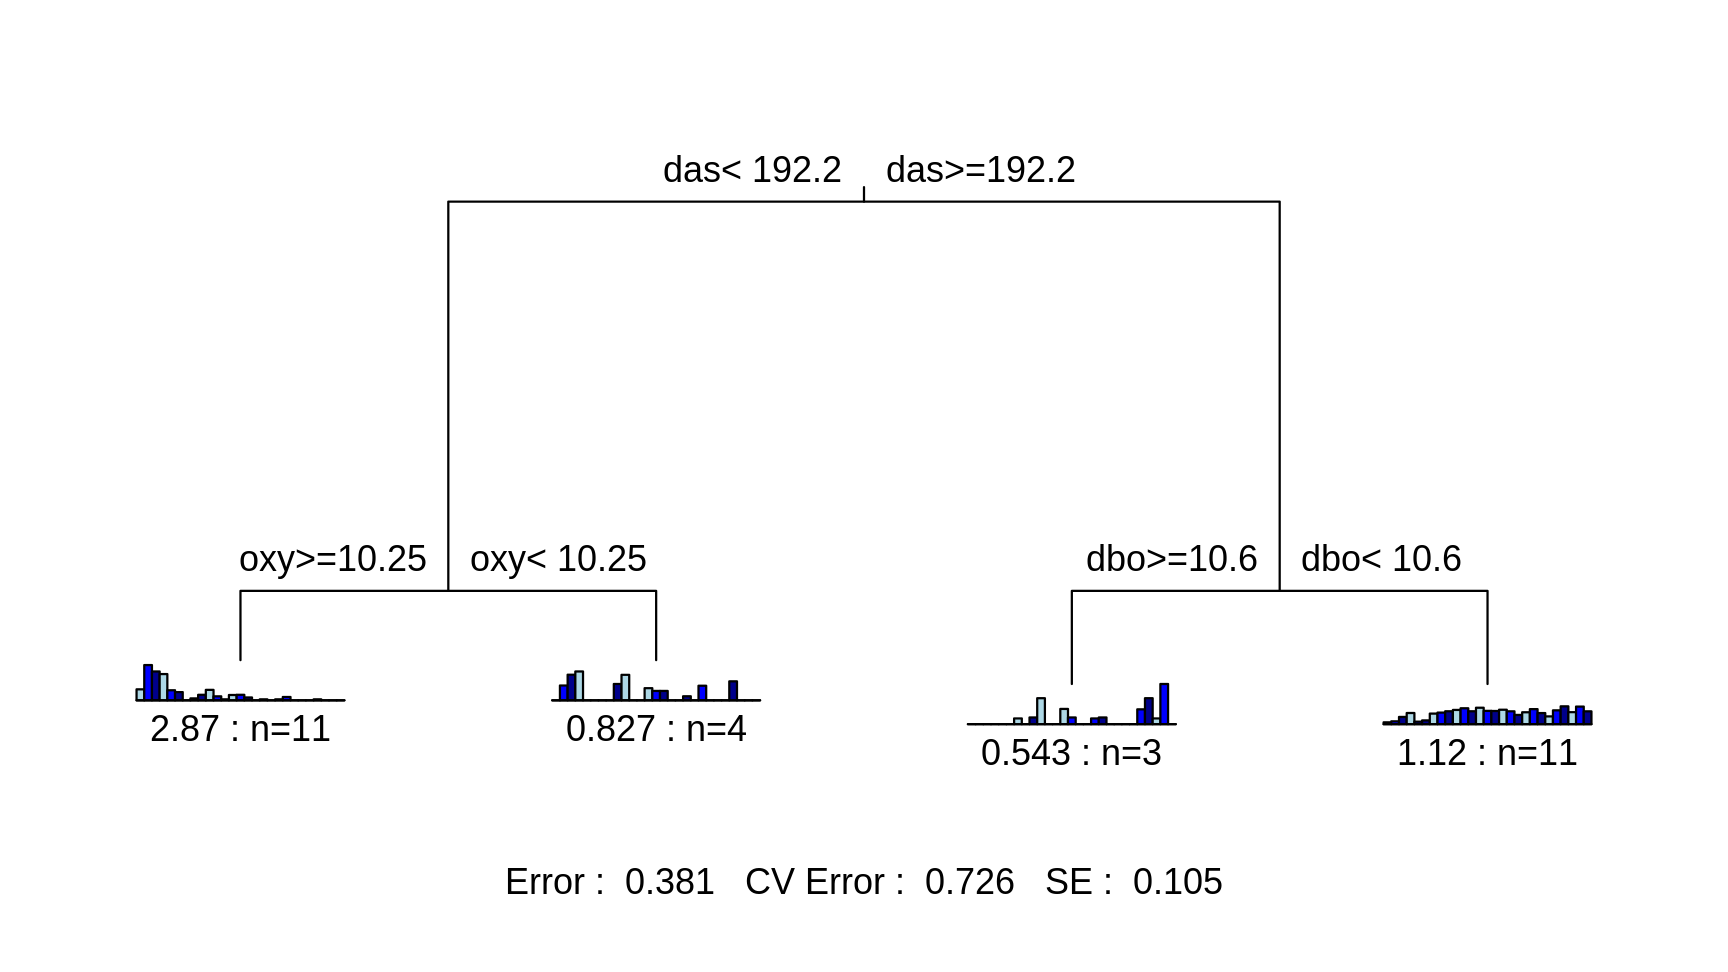 das< 192.2 das>=192.2
oxy>=10.25 oxy< 10.25 dbo>=10.6 dbo< 10.6
2.87 : n=11 0.827 : n=4 0.543 : n=3 1.12 : n=11
Error : 0.381 CV Error : 0.726 SE : 0.105